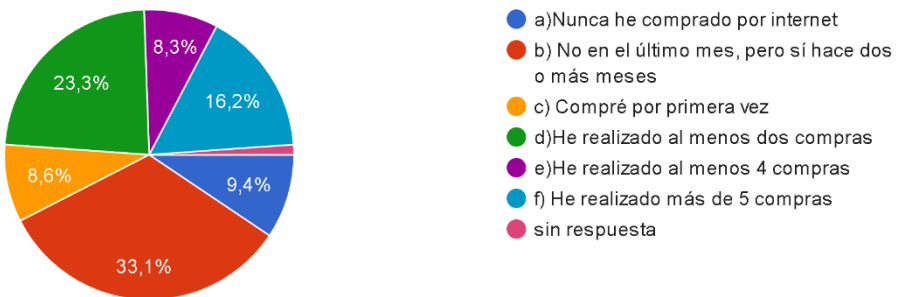 8,3%
23,3%
16,2%
8,6%
9,4%
33,1%
a)Nunca he comprado por internet
b) No en el último mes, pero sí hace dos
o más meses
c) Compré por primera vez
d)He realizado al menos dos compras
e)He realizado al menos 4 compras
f) He realizado más de 5 compras
sin respuesta